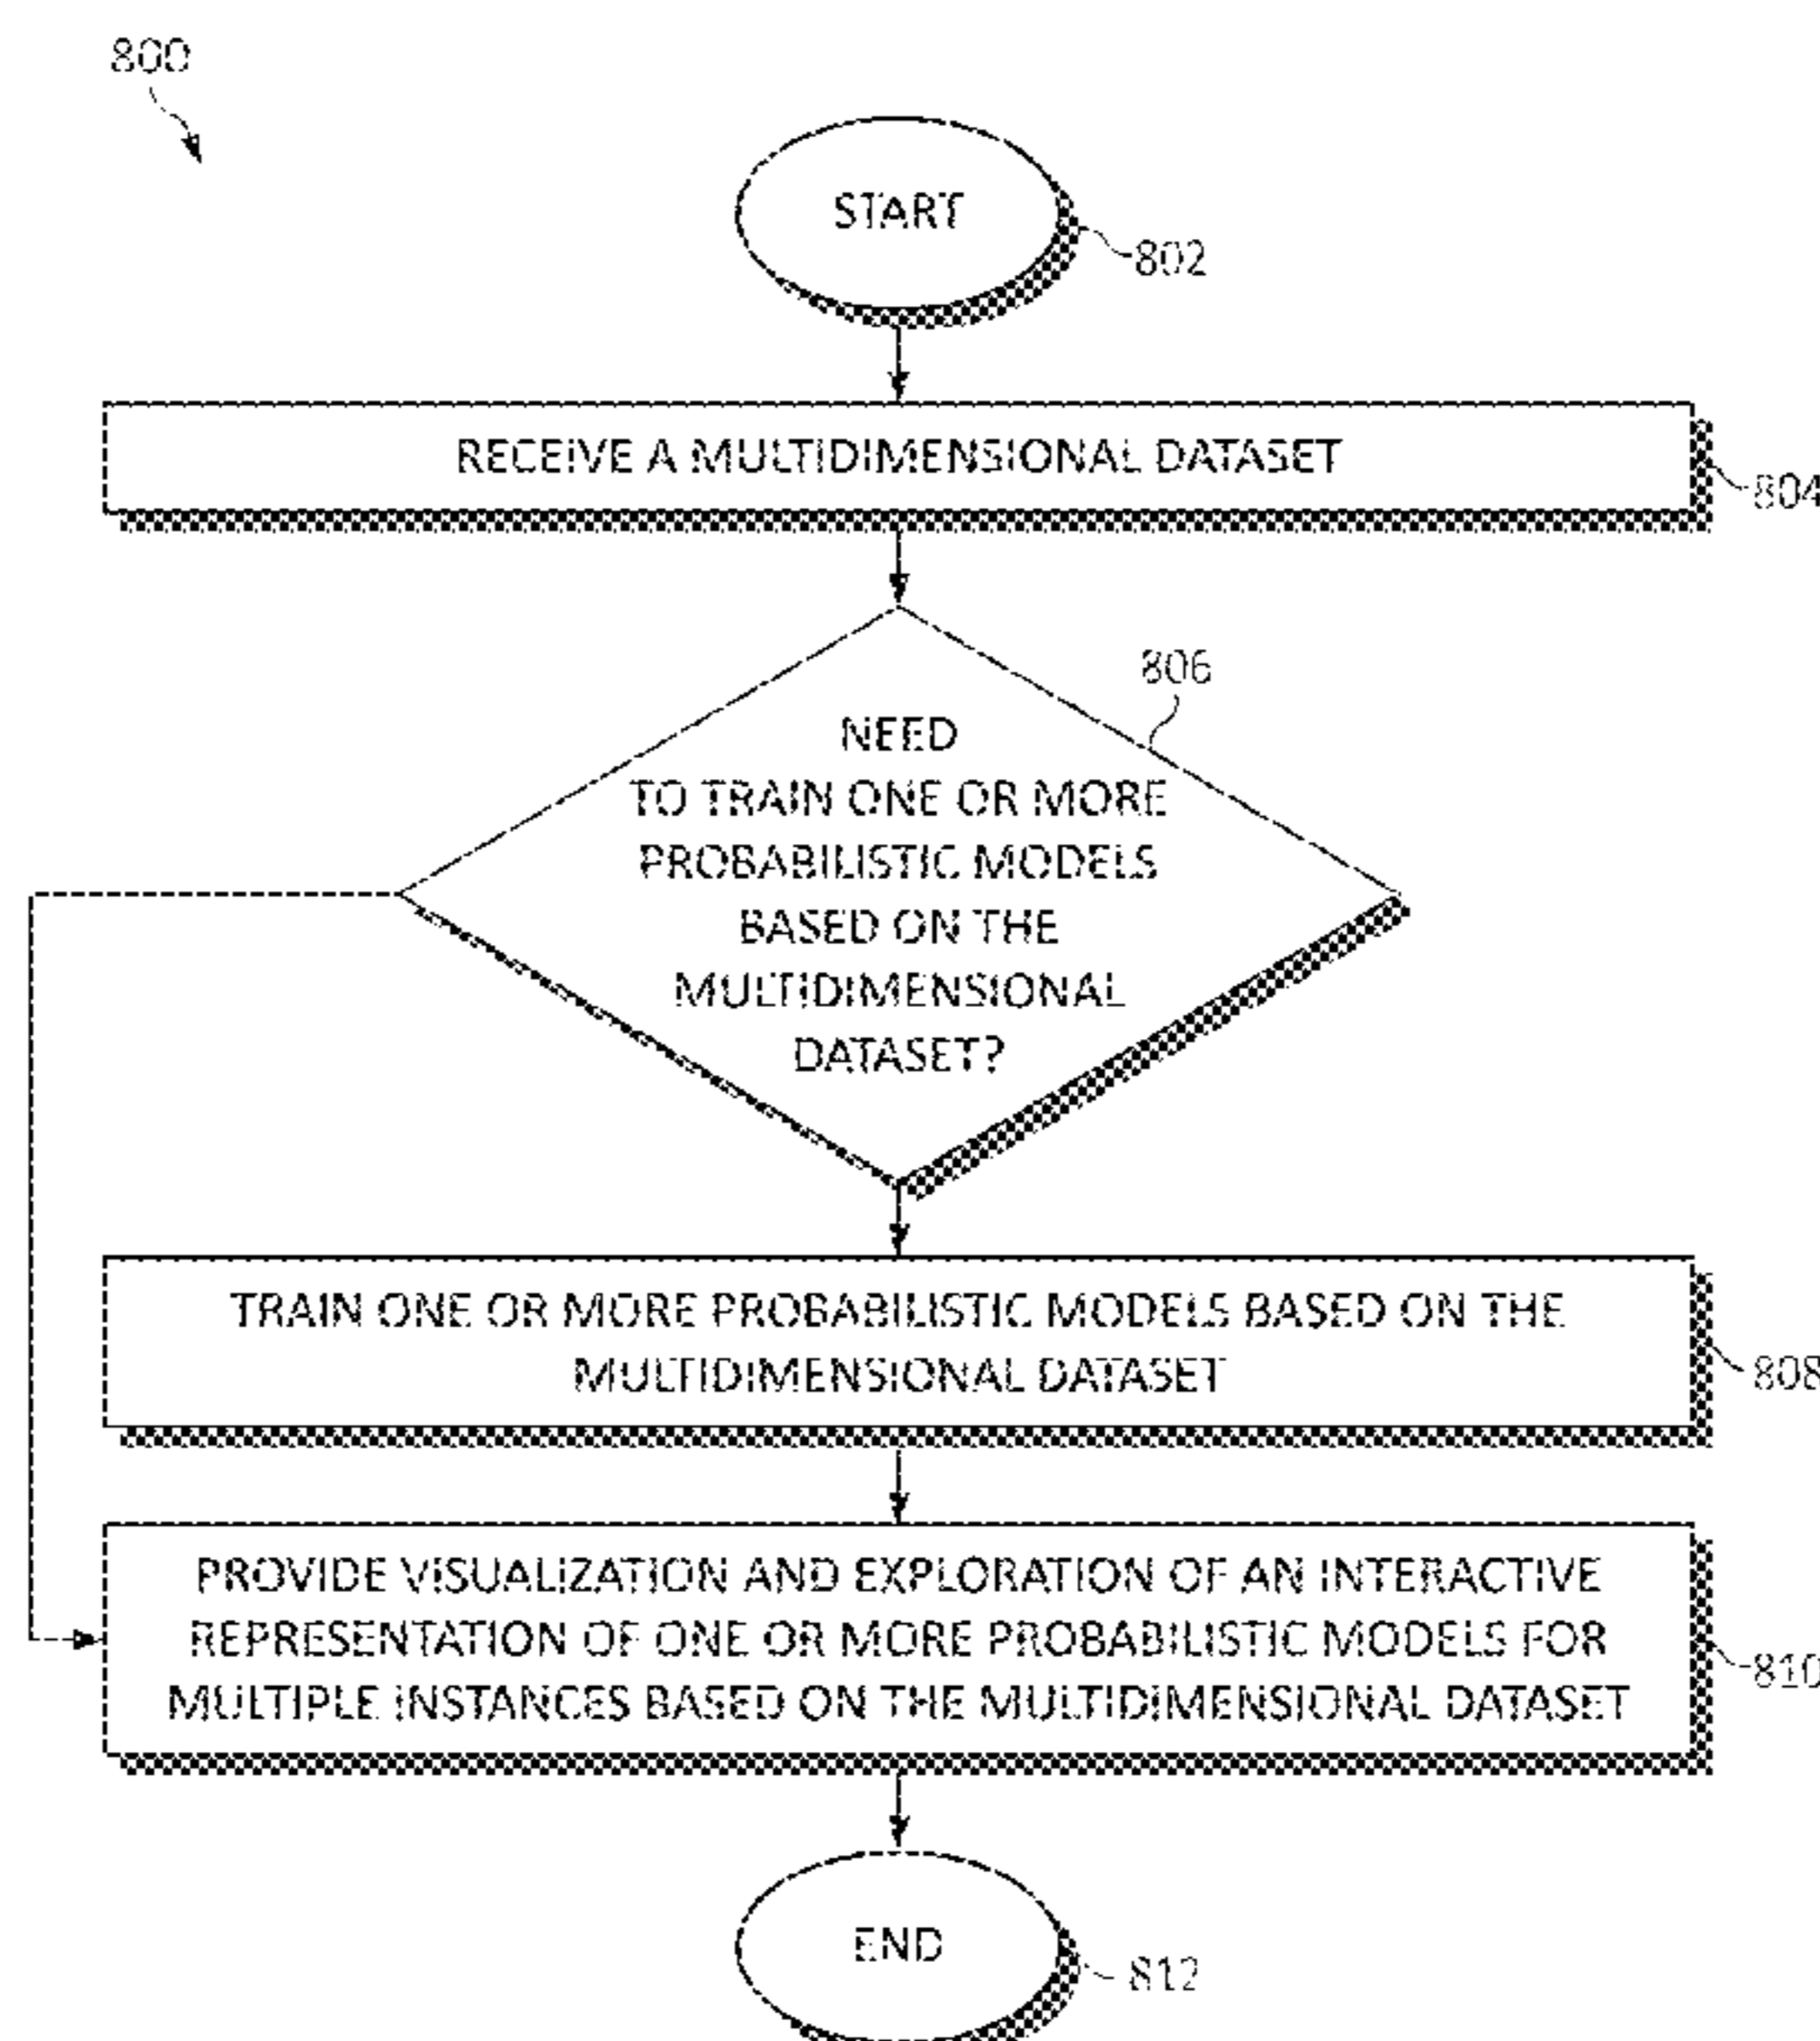 800
START
802
RECEIVE A MULTIDIMENSIONAL DATASET
804
806
NEED
TO TRAIN ONE OR MORE
PROBABILISTIC MODELS
BASED ON THE
MULTIDIMENSIONAL
DATASET?
TRAIN ONE OR MORE PROBABILISTIC MODELS BASED ON THE
MULTIDIMENSIONAL DATASET
808
PROVIDE VISUALIZATION AND EXPLORATION OF AN INTERACTIVE
REPRESENTATION OF ONE OR MORE PROBABILISTIC MODELS FOR
MULTIPLE INSTANCES BASED ON THE MULTIDIMENSIONAL DATASET
810
END
812